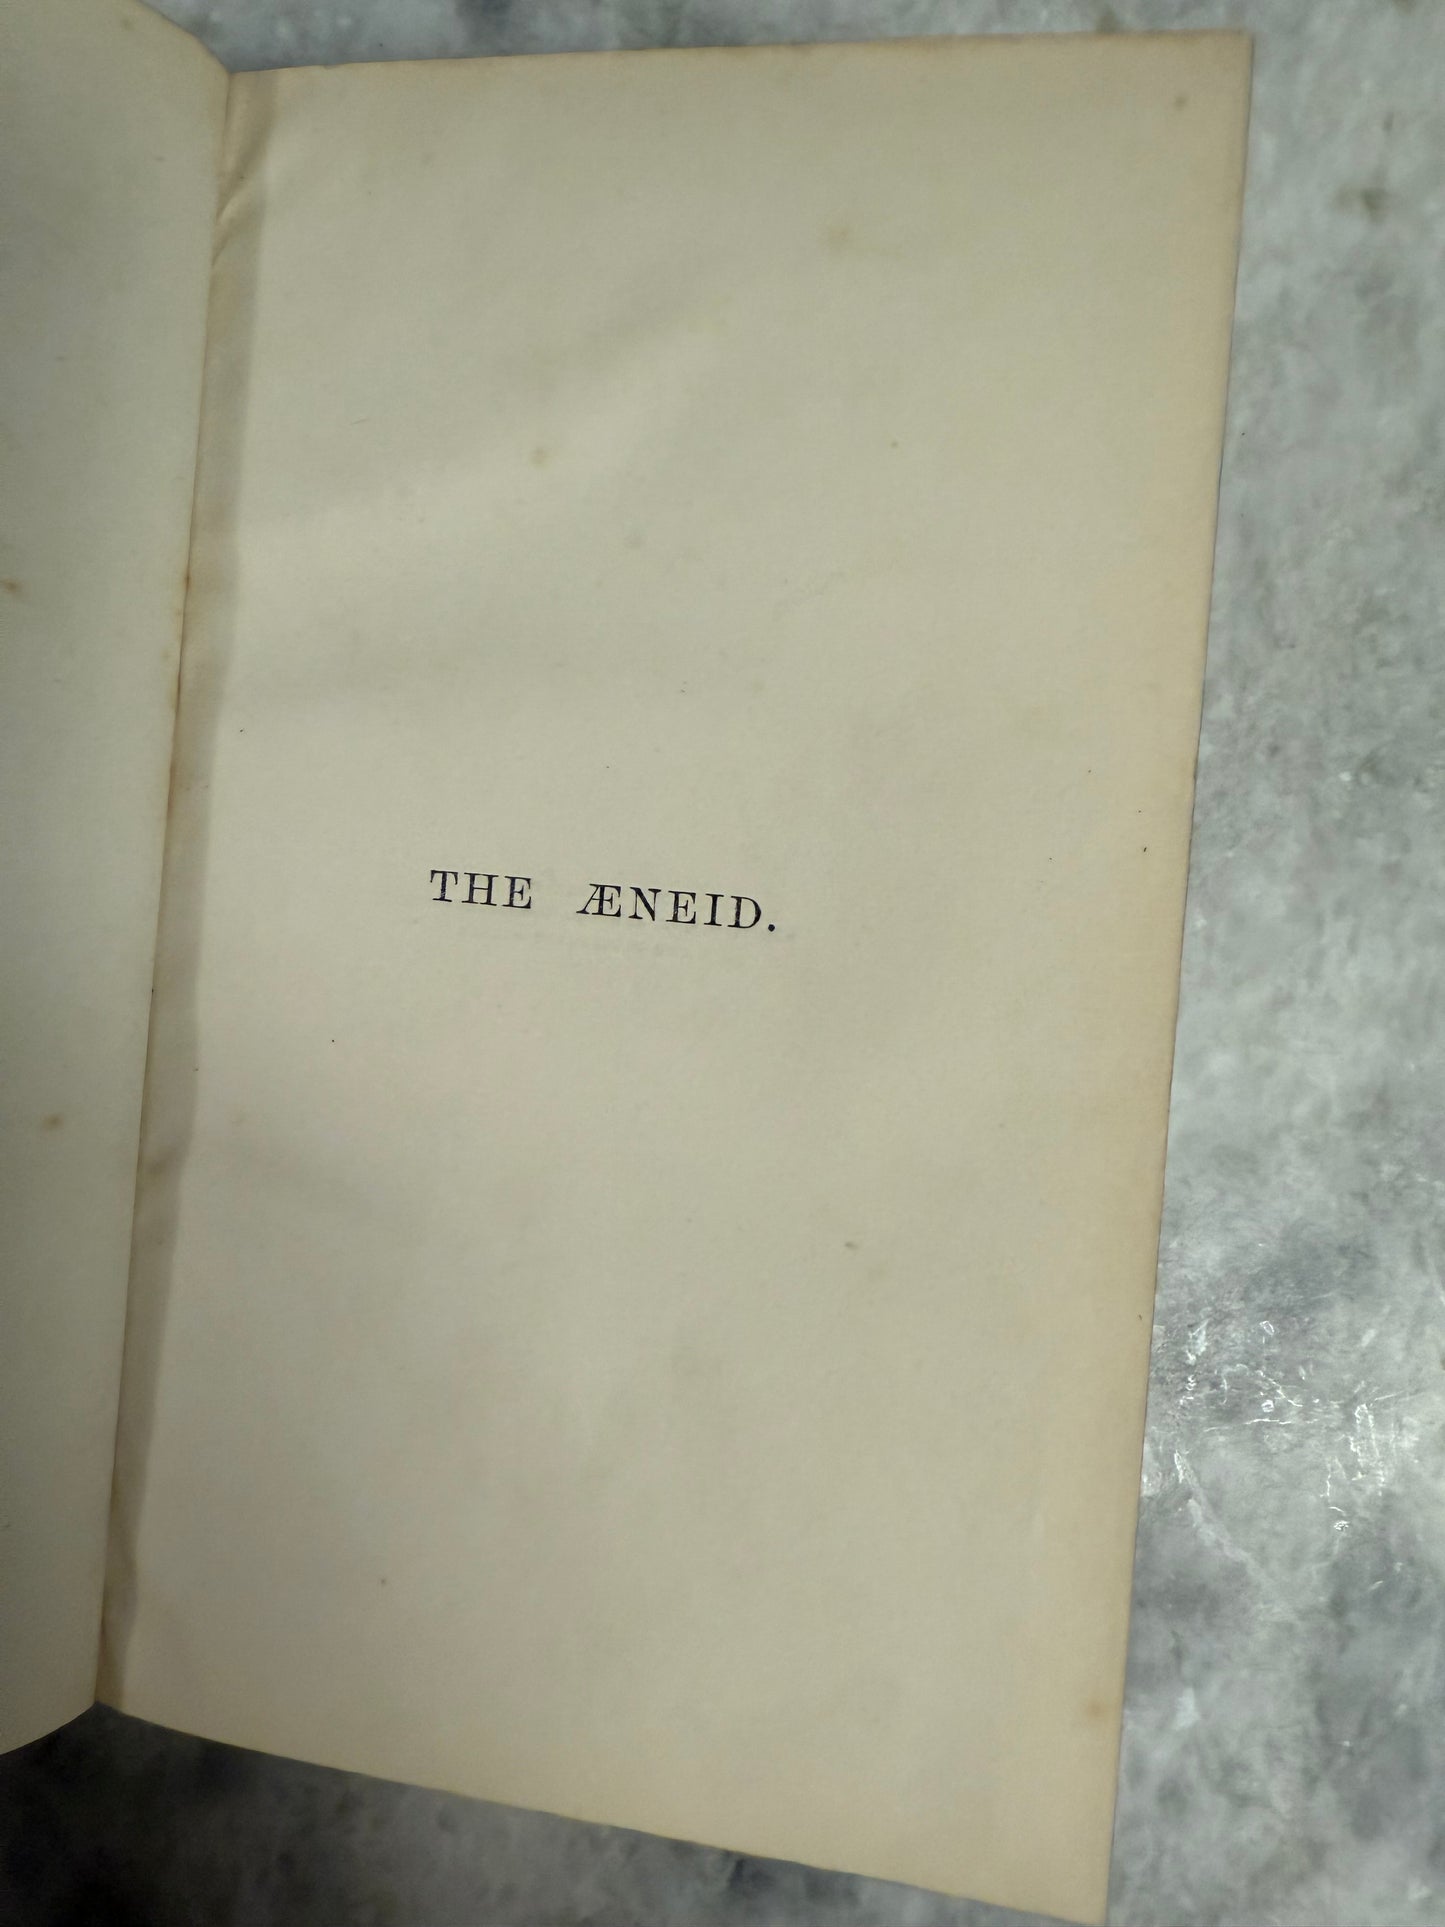 THE ÆNEID.